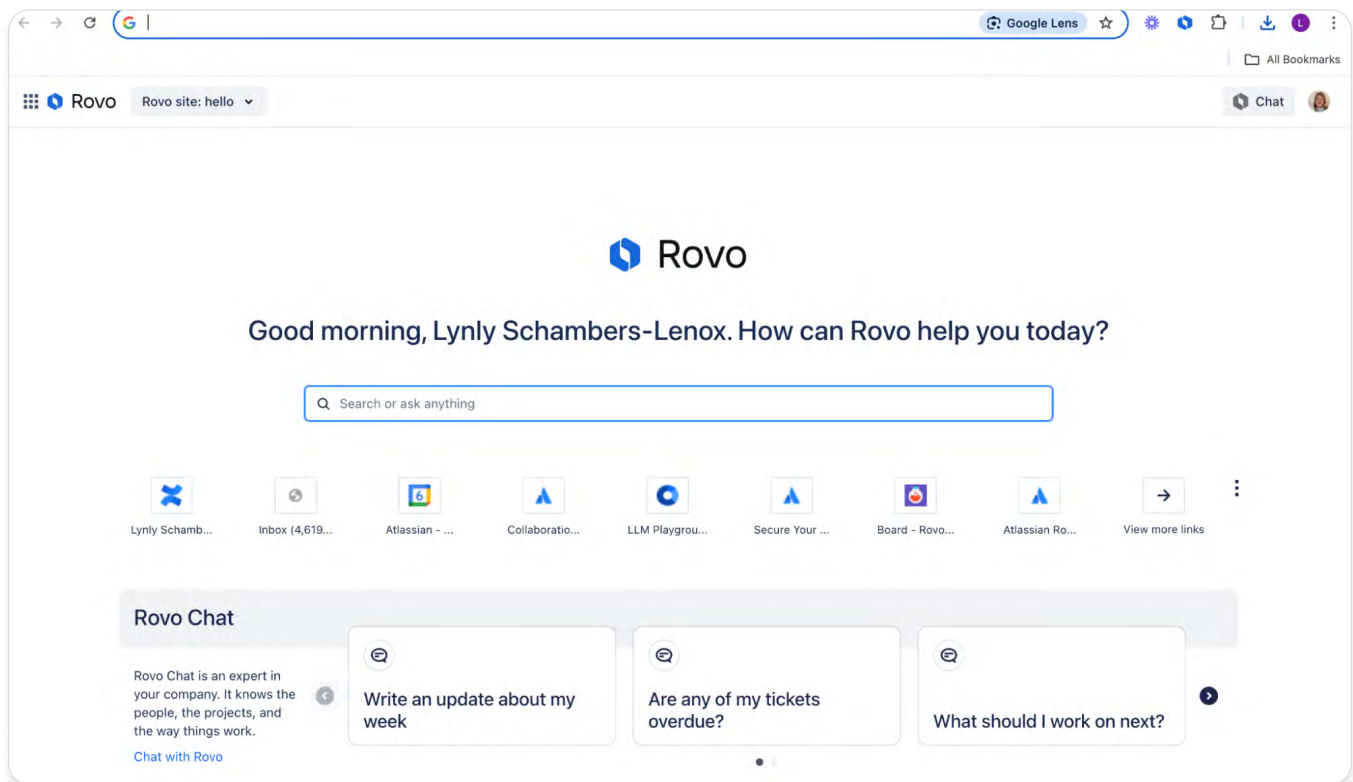 Google Lens
L
All Bookmarks
Rovo
Rovo site: hello
Chat
Rovo
Good morning, Lynly Schambers-Lenox. How can Rovo help you today?
Search or ask anything
6
Lynly Schamb...
Inbox (4,619...
Atlassian - ...
Collaboratio...
LLM Playgrou...
Secure Your ...
Board - Rovo...
Atlassian Ro...
View more links
Rovo Chat
Rovo Chat is an expert in
your company. It knows the
people, the projects, and
the way things work.
Chat with Rovo
Write an update about my
week
Are any of my tickets
overdue?
What should I work on next?